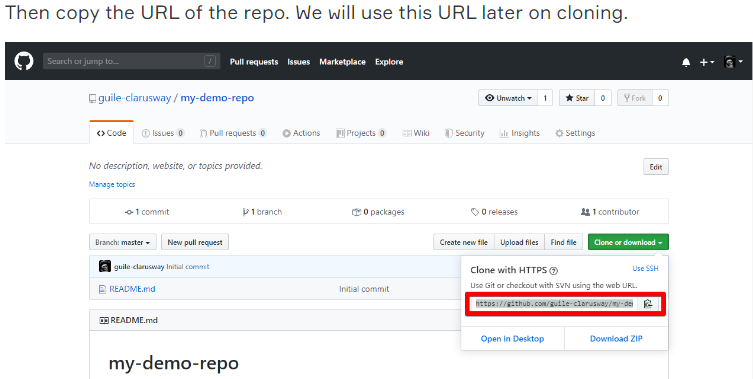 Then copy the URL of the repo. We will use this URL later on cloning.
Search or jump to... / Pull requests Issues Marketplace Explore
guile-clarusway / my-demo-repo Unwatch 1 Star 0 Fork 0
Code Issues 0 Pull requests 0 Actions Projects 0 Wiki Security Insights Settings
No description, website, or topics provided. Edit
Manage topics
1 commit 1 branch 0 packages 0 releases 1 contributor
Branch: master New pull request Create new file Upload files Find file Clone or download
guile-clarusway Initial commit
README.md Initial commit
Clone with HTTPS ? Use SSH
Use Git or checkout with SVN using the web URL.
https://github.com/guile-clarusway/my-de
Open in Desktop Download ZIP
README.md
my-demo-repo